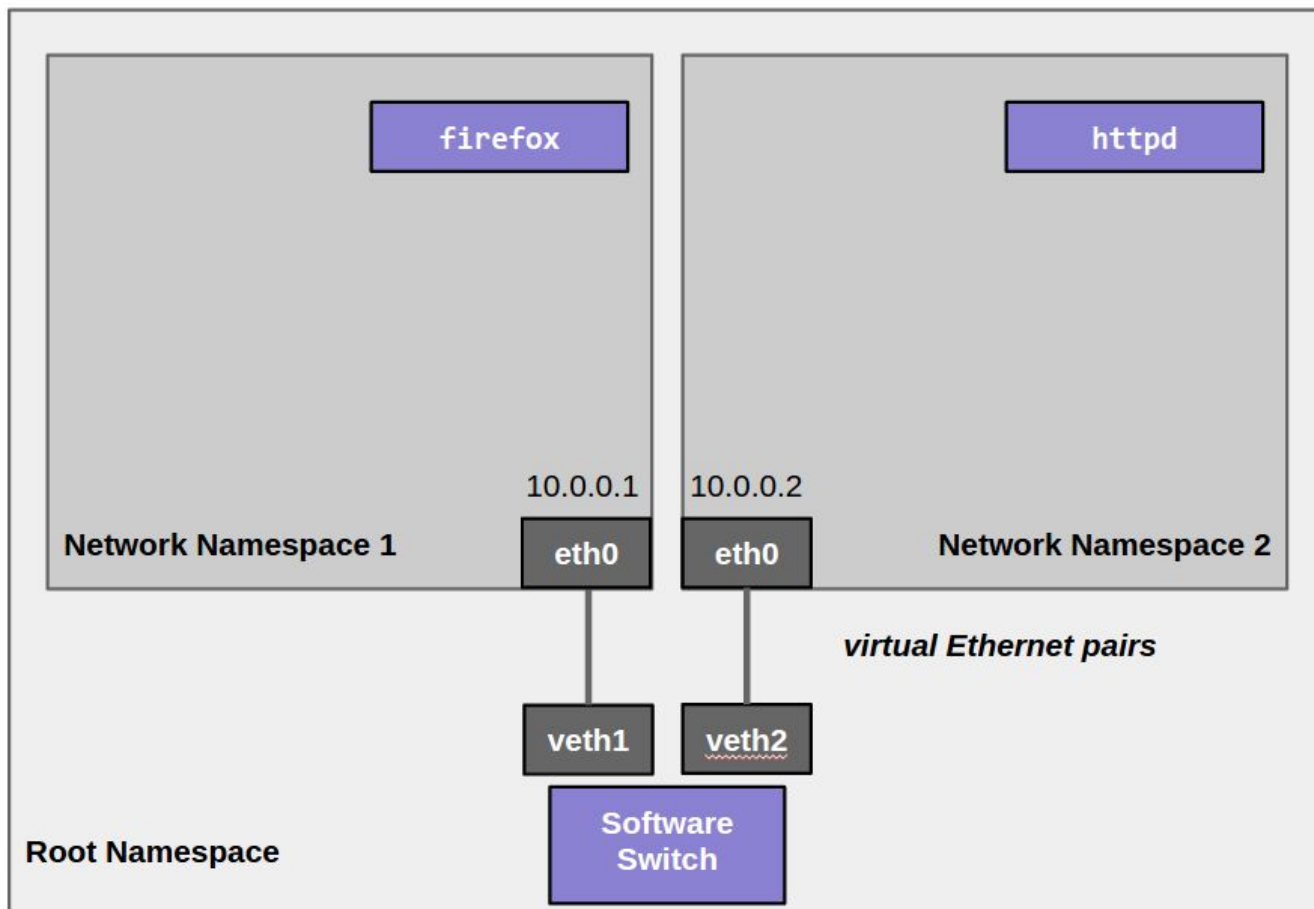 firefox
httpd
10.0.0.1
10.0.0.2
Network Namespace 1
eth0
eth0
Network Namespace 2
virtual Ethernet pairs
veth1
veth2
Software
Switch
Root Namespace